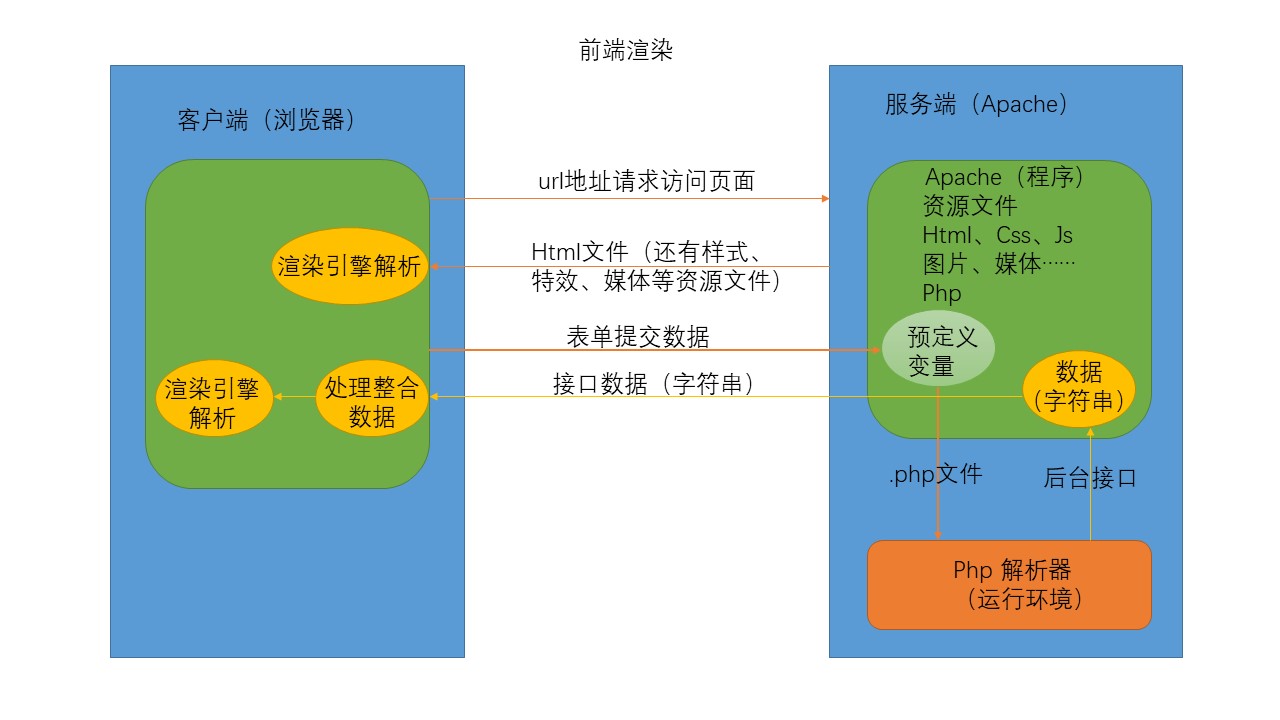 前端渲染
客户端（浏览器）
服务端（Apache）
url地址请求访问页面
Apache（程序）
资源文件
Html、Css、Js
图片、媒体……
Php
渲染引擎解析
Html文件（还有样式、
特效、媒体等资源文件）
表单提交数据
预定义
变量
接口数据（字符串）
数据
（字符串）
渲染引擎
解析
处理整合
数据
.php文件
后台接口
Php 解析器
（运行环境）